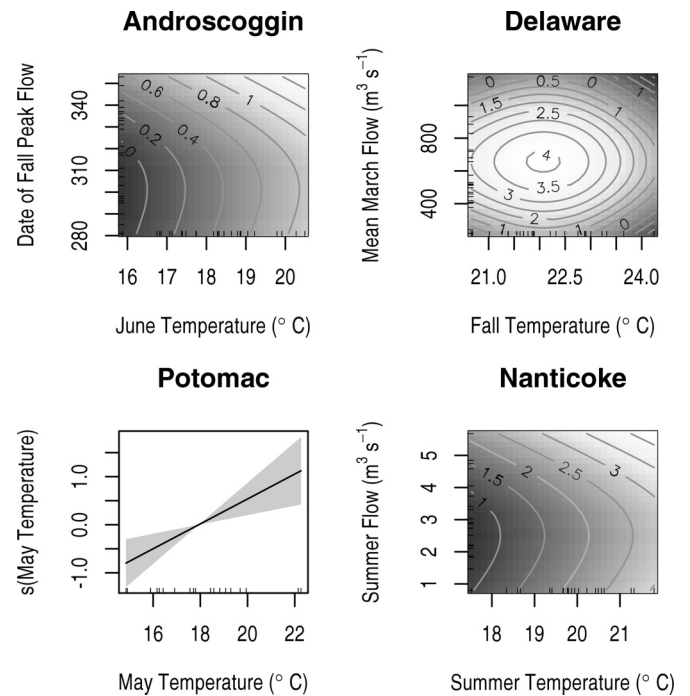 Androscoggin
Date of Fall Peak Flow
340
310
280
0.6
0.8
1
0.2
0.4
0
16 17 18 19 20
June Temperature (° C)
Delaware
Mean March Flow (m³ s⁻¹)
800
400
0
0.5
0
1.5
1
2.5
4
3
3.5
2
1
1
0
21.0 22.5 24.0
Fall Temperature (° C)
Potomac
s(May Temperature)
1.0
0.0
-1.0
16 18 20 22
May Temperature (° C)
Nanticoke
Summer Flow (m³ s⁻¹)
5
4
3
2
1
1.5
2
2.5
3
1
4
18 19 20 21
Summer Temperature (° C)